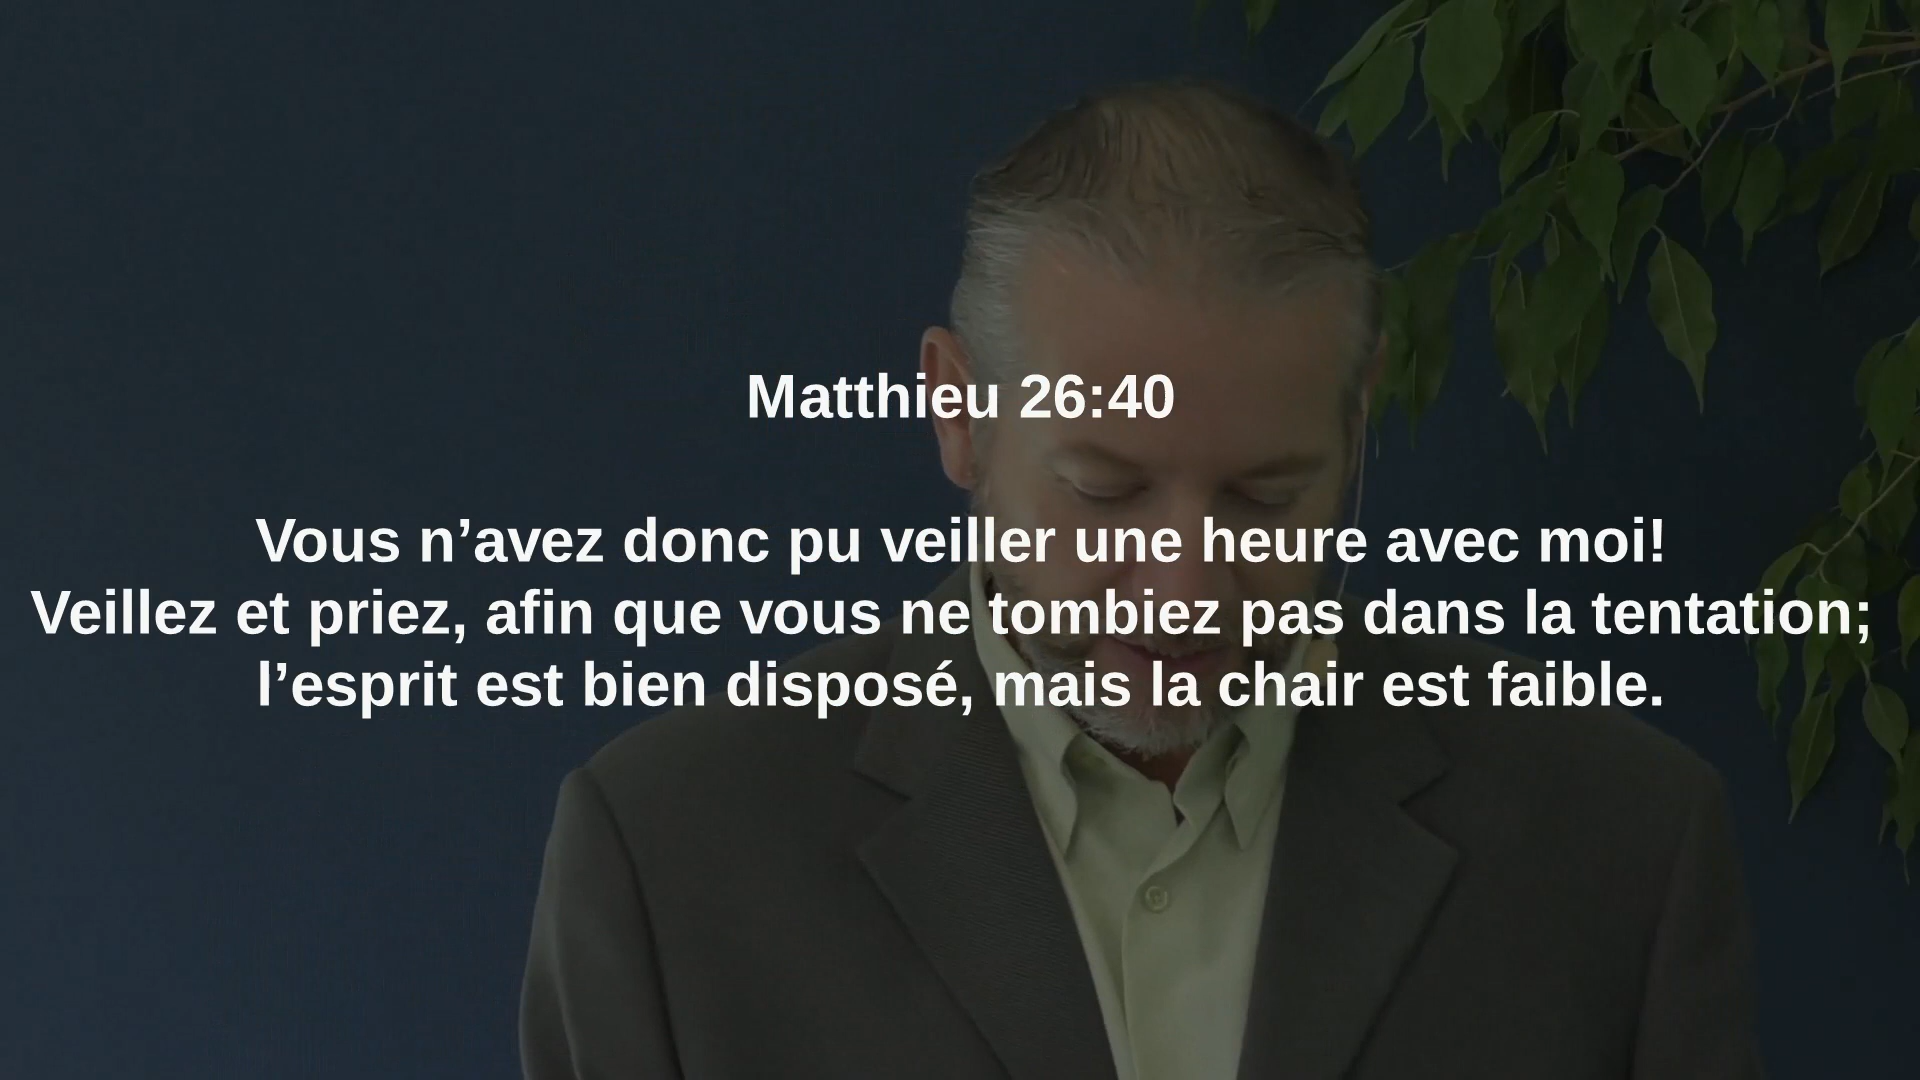 Matthieu 26:40
Vous n’avez donc pu veiller une heure avec moi!
Veillez et priez, afin que vous ne tombiez pas dans la tentation;
l’esprit est bien disposé, mais la chair est faible.